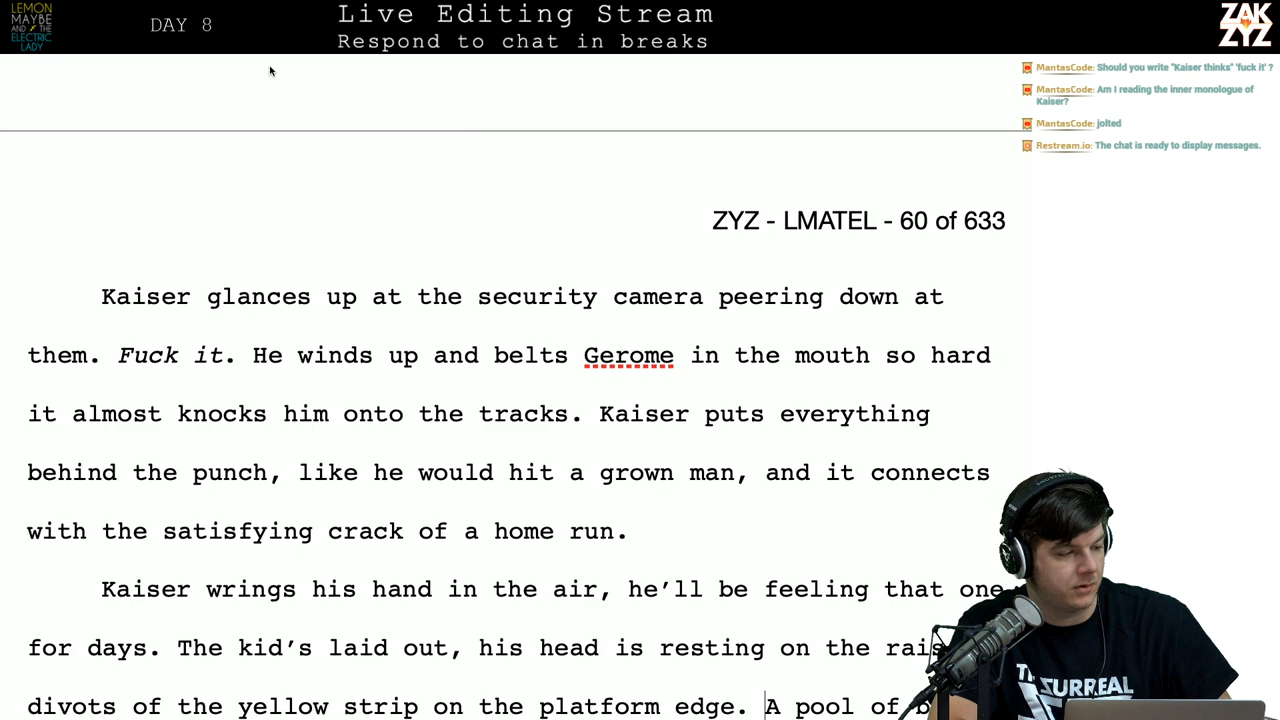 LEMON
MAYBE
AND THE
ELECTRIC
LADY
DAY 8
Live Editing Stream
Respond to chat in breaks
ZAK
ZYZ
MantasCode: Should you write "Kaiser thinks" 'fuck it' ?
MantasCode: Am I reading the inner monologue of
Kaiser?
MantasCode: jolted
Restream.io: The chat is ready to display messages.
ZYZ - LMATEL - 60 of 633
Kaiser glances up at the security camera peering down at
them. Fuck it. He winds up and belts Gerome in the mouth so hard
it almost knocks him onto the tracks. Kaiser puts everything
behind the punch, like he would hit a grown man, and it connects
with the satisfying crack of a home run.
Kaiser wrings his hand in the air, he’ll be feeling that one
for days. The kid’s laid out, his head is resting on the
divots of the yellow strip on the platform edge. A pool of
SURREAL